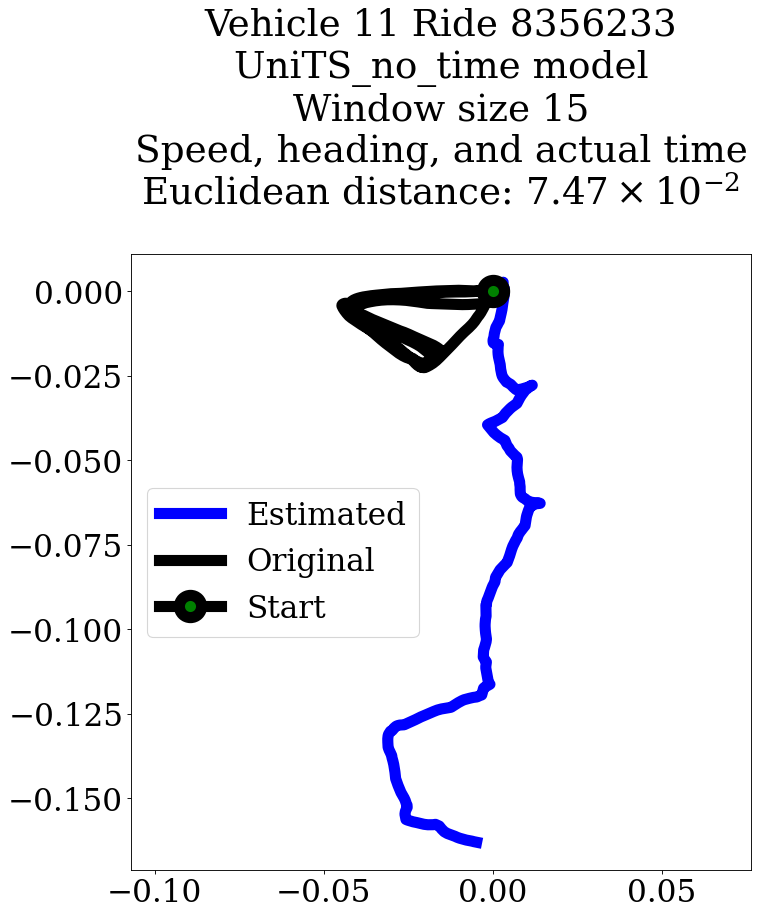 Vehicle 11 Ride 8356233
UniTS_no_time model
Window size 15
Speed, heading, and actual time
Euclidean distance: 7.47 × 10⁻²
0.000
−0.025
−0.050
−0.075
−0.100
−0.125
−0.150
Estimated
Original
Start
−0.10
−0.05
0.00
0.05